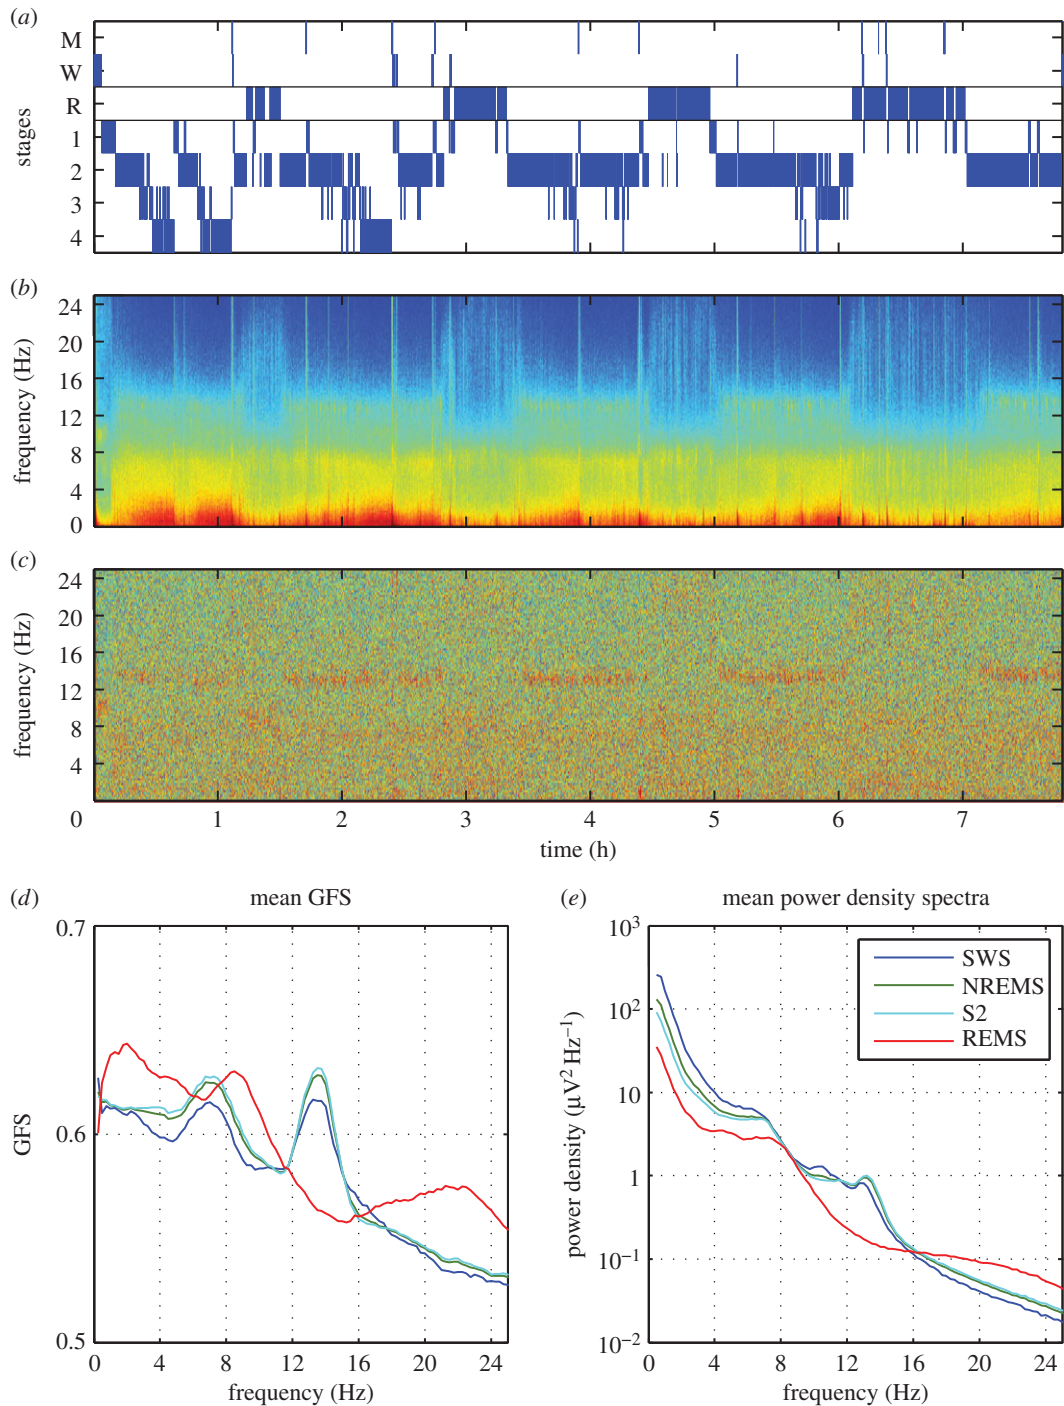 (a)
M
W
R
1
2
3
4
stages
(b)
24
20
16
12
8
4
0
frequency (Hz)
(c)
24
20
16
12
8
4
0
frequency (Hz)
1 2 3 4 5 6 7
time (h)
(d) mean GFS
0.7
0.6
0.5
GFS
0 4 8 12 16 20 24
frequency (Hz)
(e) mean power density spectra
10³
10²
10
1
10⁻¹
10⁻²
power density (µV² Hz⁻¹)
SWS
NREMS
S2
REMS
0 4 8 12 16 20 24
frequency (Hz)